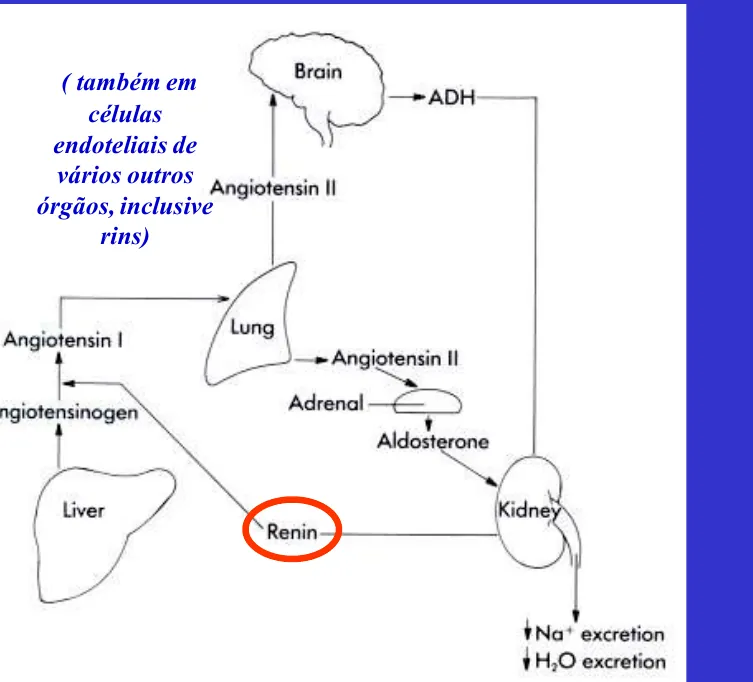 ( também em
células
endoteliais de
vários outros
órgãos, inclusive
rins)
Brain
ADH
Angiotensin II
Lung
Angiotensin I
Angiotensin II
Adrenal
ngiotensinogen
Aldosterone
Liver
Renin
Kidney
↓Na⁺ excretion
↓H₂O excretion